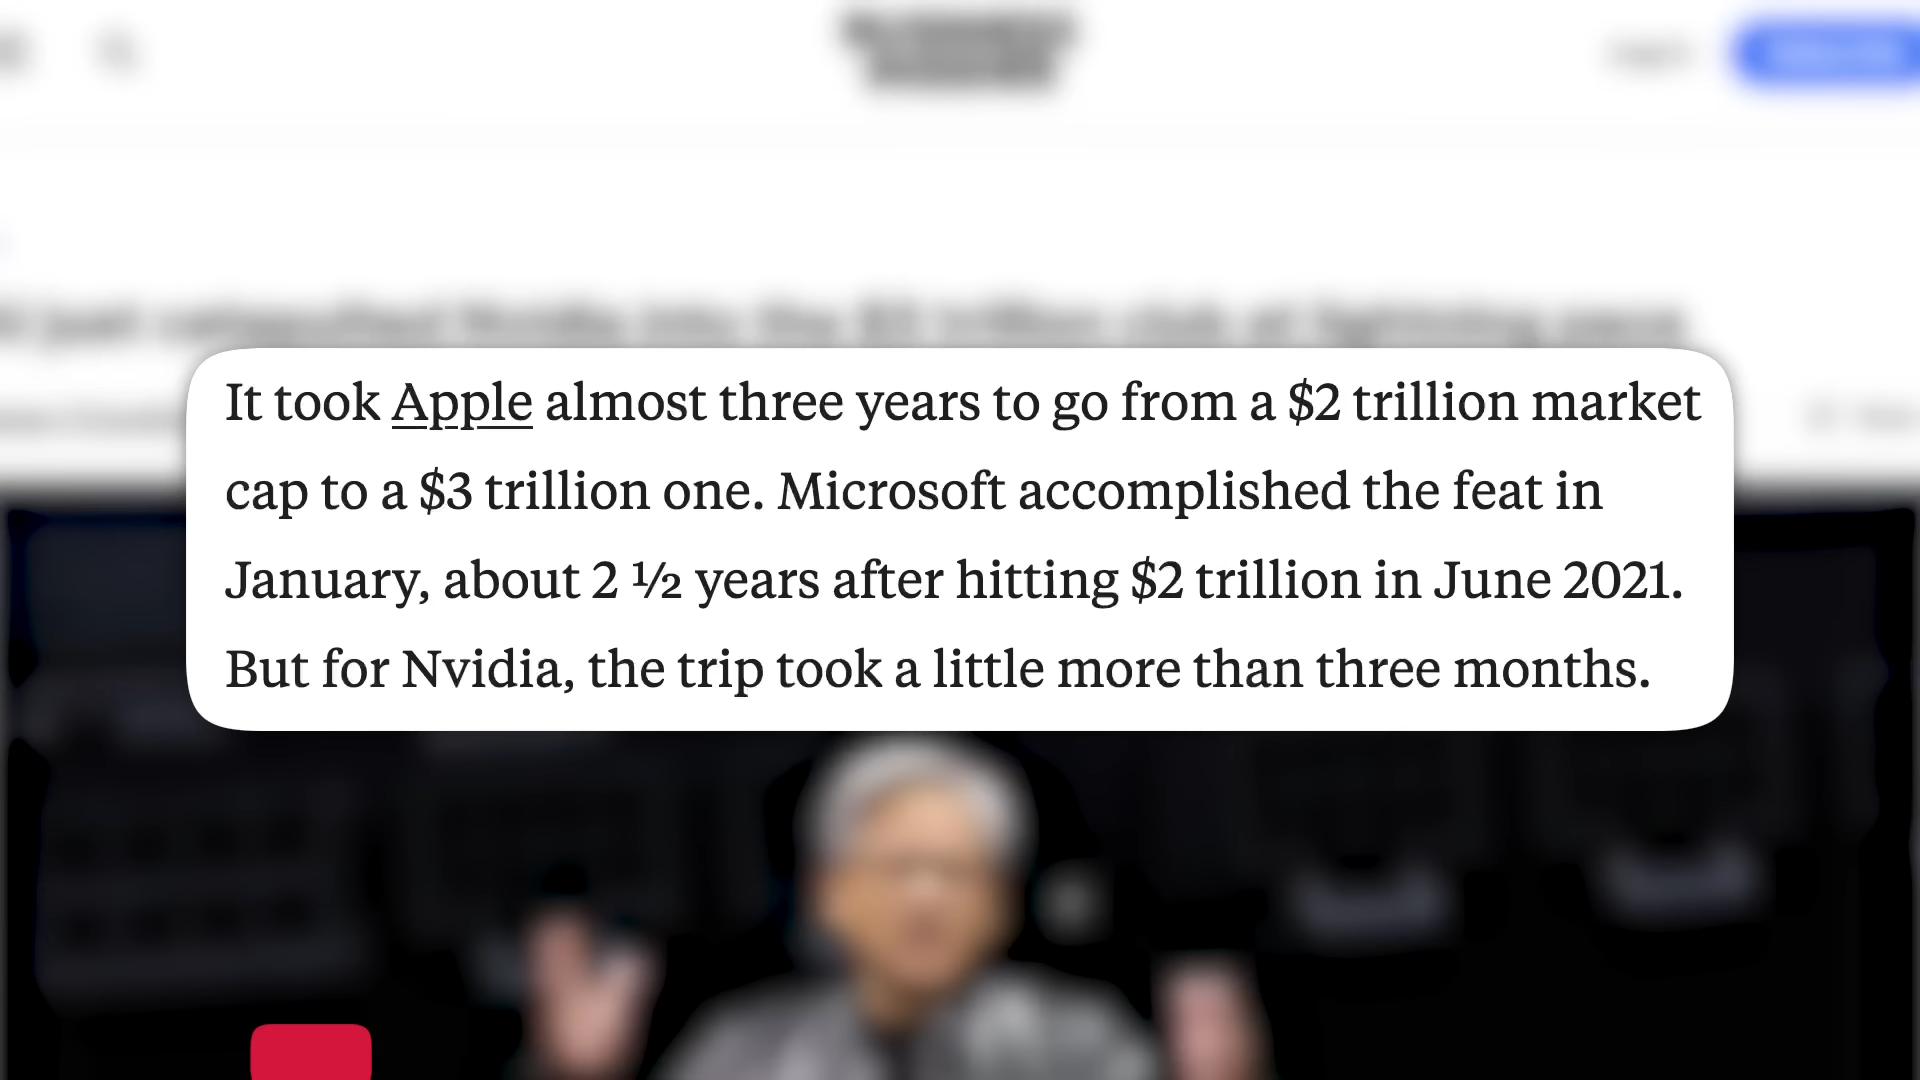 It took Apple almost three years to go from a $2 trillion market
cap to a $3 trillion one. Microsoft accomplished the feat in
January, about 2 ½ years after hitting $2 trillion in June 2021.
But for Nvidia, the trip took a little more than three months.